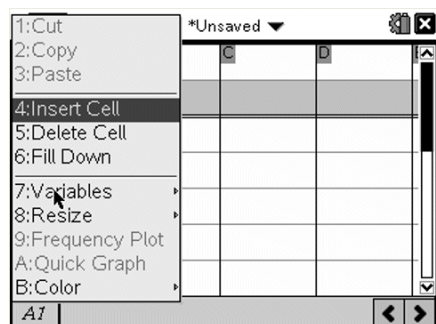 *Unsaved
1:Cut
2:Copy
3:Paste
4:Insert Cell
5:Delete Cell
6:Fill Down
7:Variables
8:Resize
9:Frequency Plot
A:Quick Graph
B:Color
C D
A1